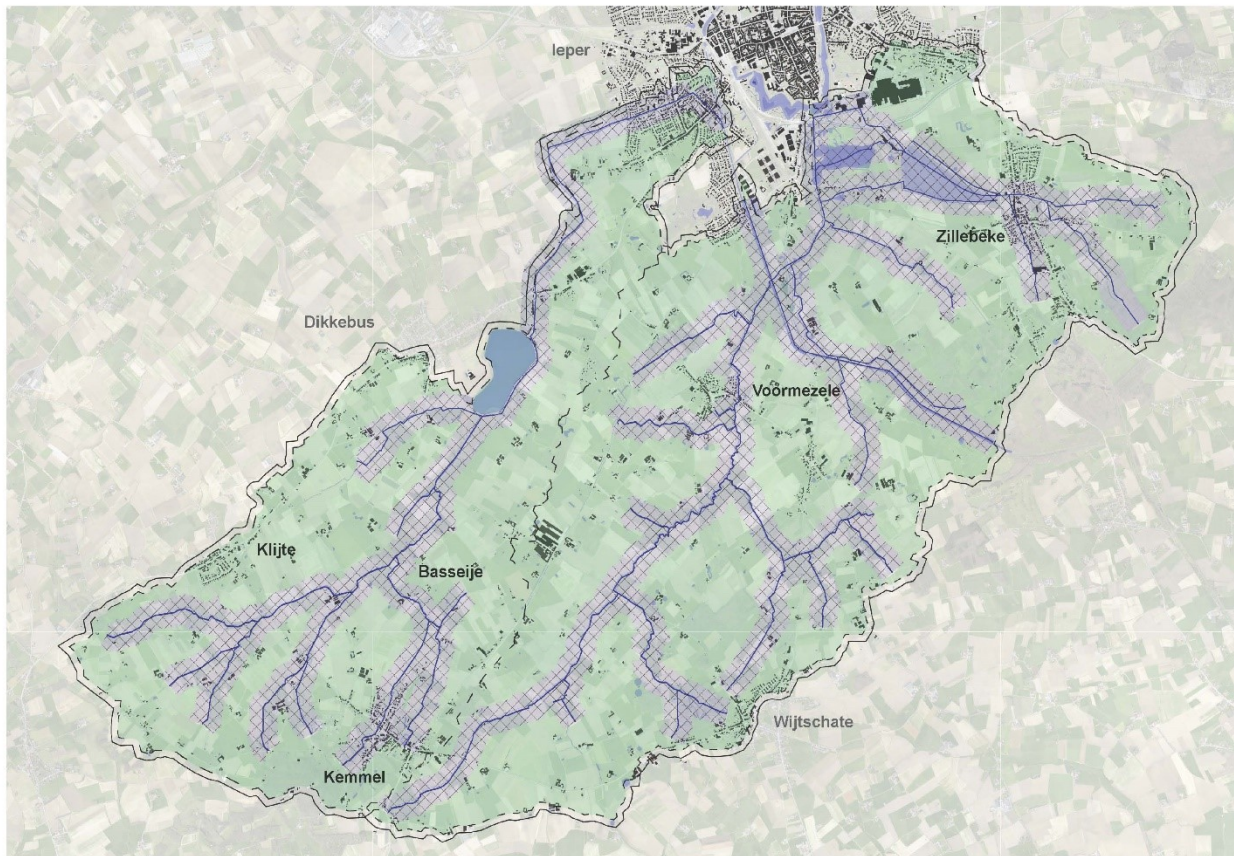 Ieper
Zillebeke
Dikkebus
Voormezele
Klijte
Basseije
Wijtschate
Kemmel